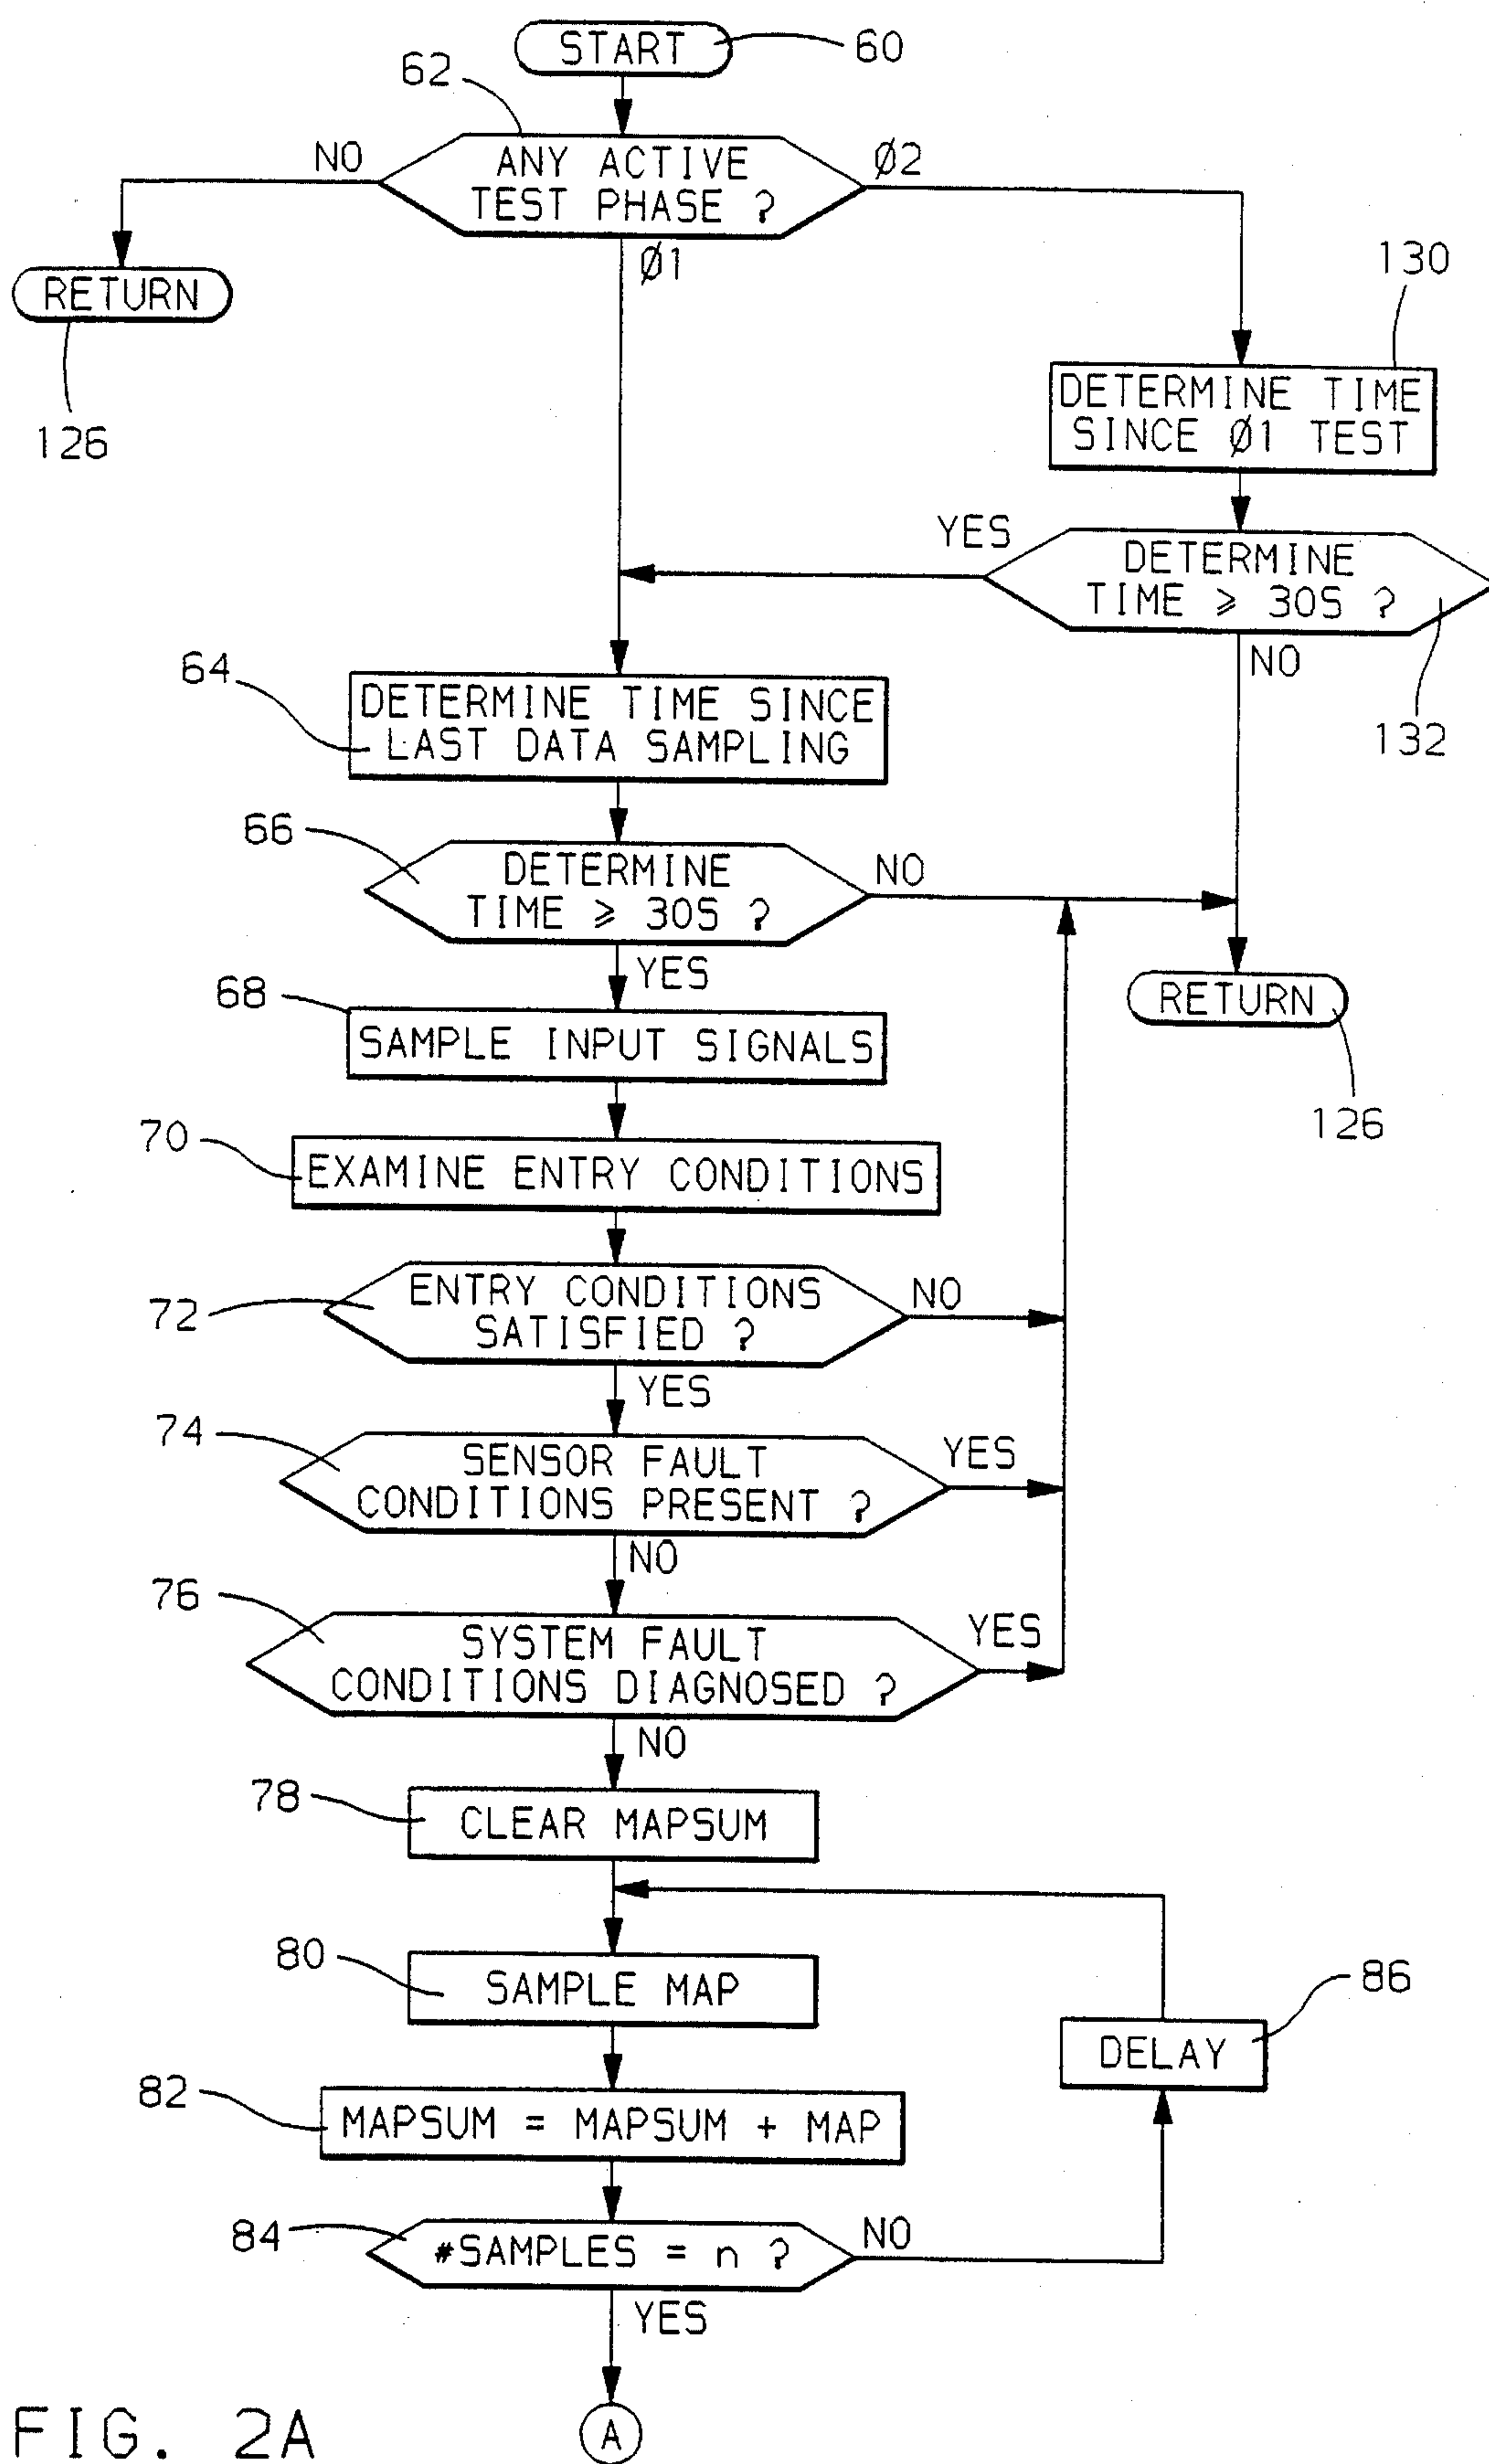 START
60
62
NO
ANY ACTIVE
TEST PHASE ?
Ø2
Ø1
RETURN
126
130
DETERMINE TIME
SINCE Ø1 TEST
YES
DETERMINE
TIME ≥ 30S ?
NO
132
64
DETERMINE TIME SINCE
LAST DATA SAMPLING
66
DETERMINE
TIME ≥ 30S ?
NO
YES
RETURN
126
68
SAMPLE INPUT SIGNALS
70
EXAMINE ENTRY CONDITIONS
72
ENTRY CONDITIONS
SATISFIED ?
NO
YES
74
SENSOR FAULT
CONDITIONS PRESENT ?
YES
NO
76
SYSTEM FAULT
CONDITIONS DIAGNOSED ?
YES
NO
78
CLEAR MAPSUM
80
SAMPLE MAP
86
DELAY
82
MAPSUM = MAPSUM + MAP
84
#SAMPLES = n ?
NO
YES
A
FIG. 2A